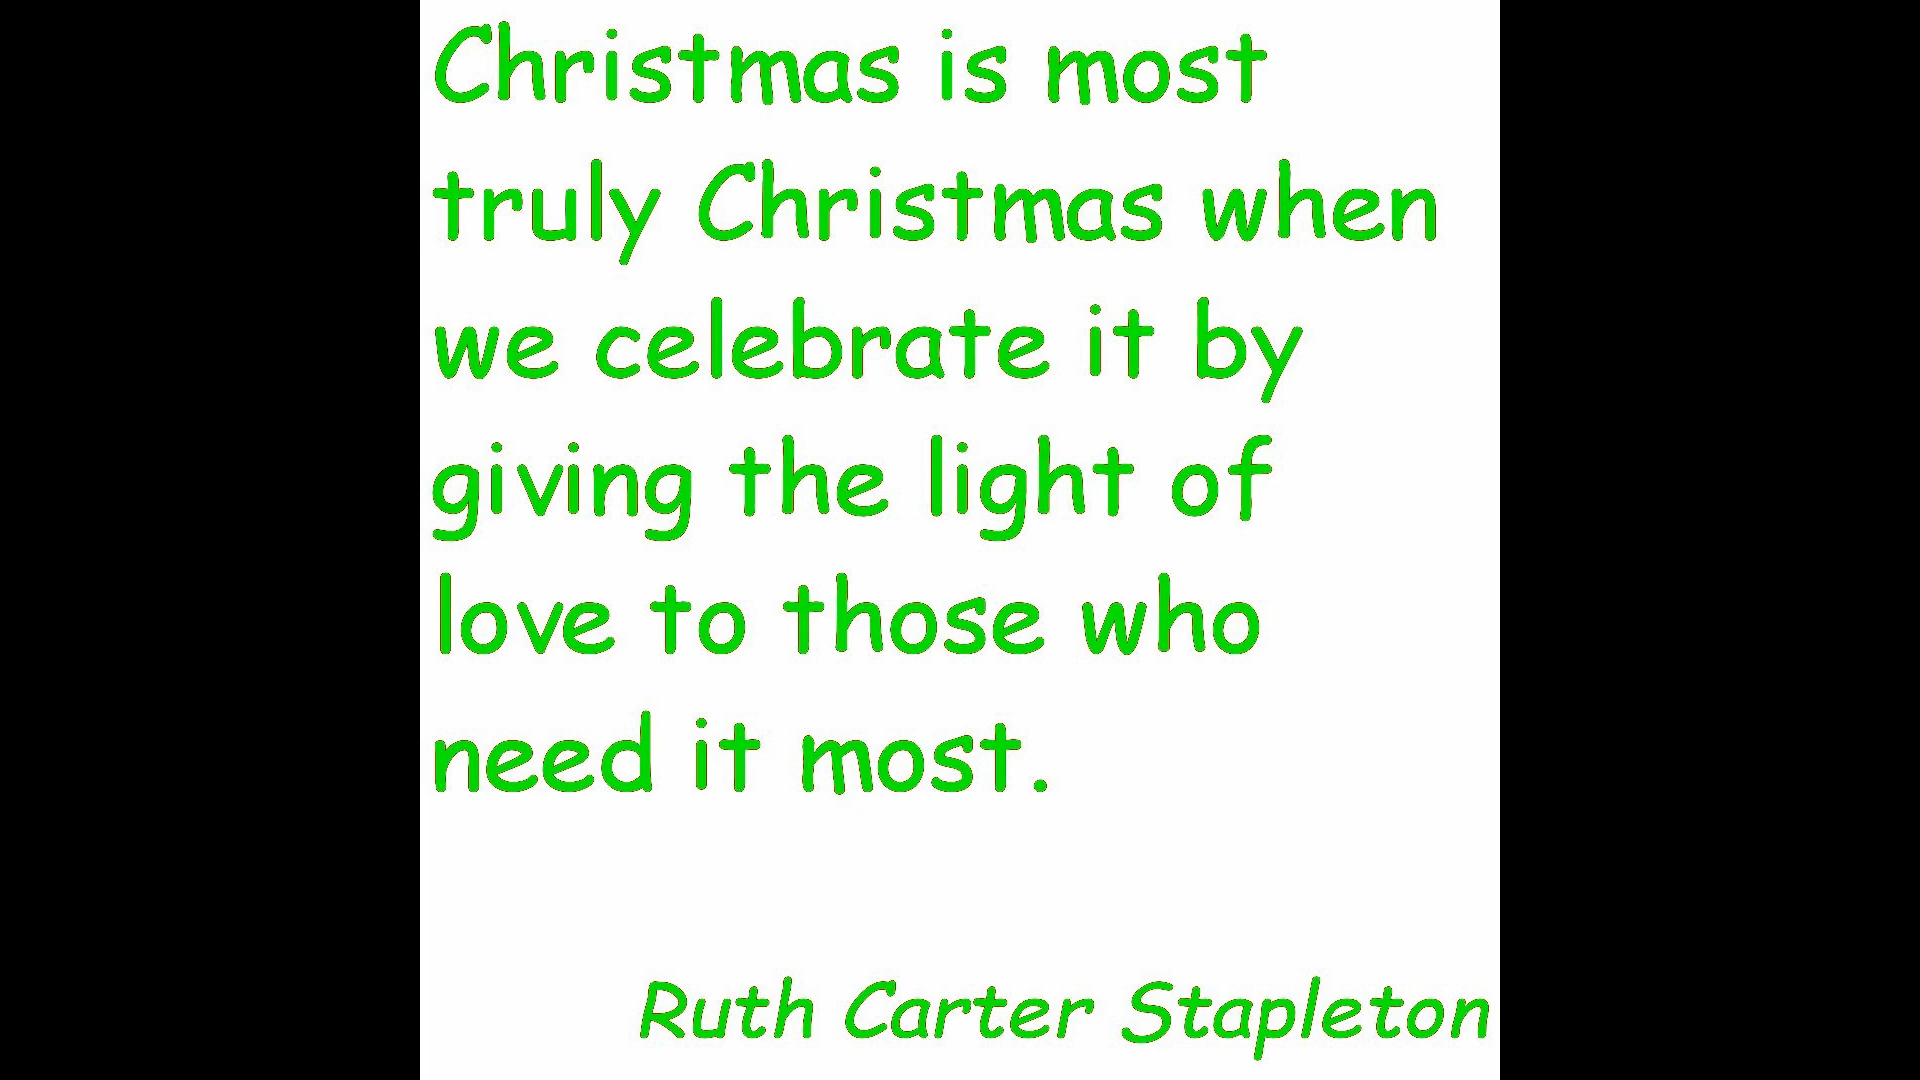 Christmas is most
truly Christmas when
we celebrate it by
giving the light of
love to those who
need it most.
Ruth Carter Stapleton